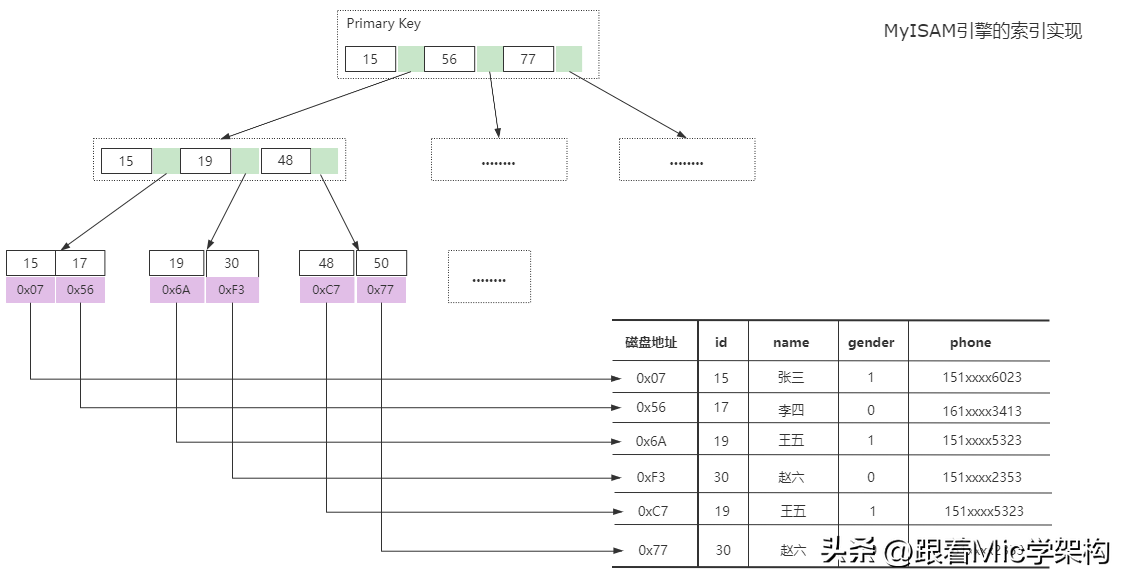 Primary Key
MyISAM引擎的索引实现
15 56 77
15 19 48
........ ........
15 17 19 30 48 50
0x07 0x56 0x6A 0xF3 0xC7 0x77
........
磁盘地址 id name gender phone
0x07 15 张三 1 151xxxx6023
0x56 17 李四 0 161xxxx3413
0x6A 19 王五 1 151xxxx5323
0xF3 30 赵六 0 151xxxx2353
0xC7 19 王五 1 151xxxx5323
0x77 30 赵六
头条 @跟着Mic学架构